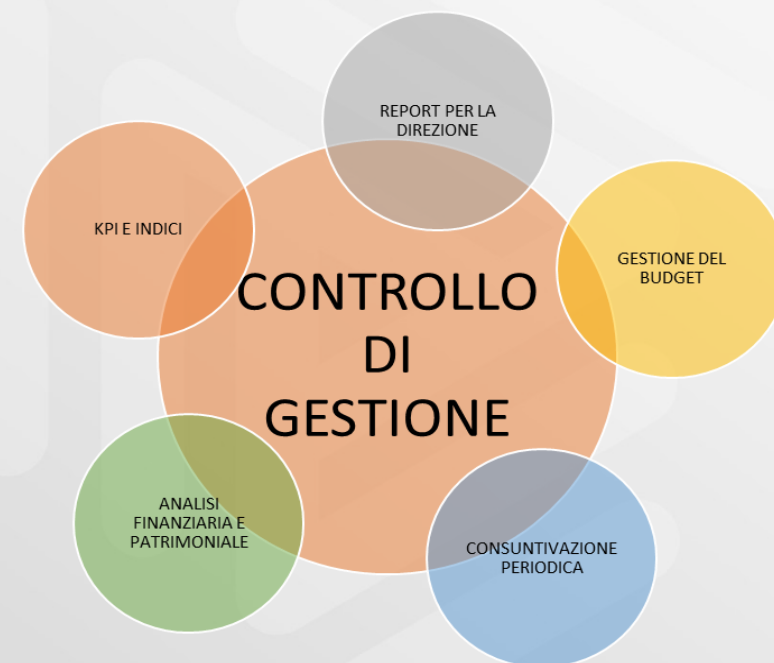 REPORT PER LA
DIREZIONE
KPI E INDICI
GESTIONE DEL
BUDGET
CONTROLLO
DI
GESTIONE
ANALISI
FINANZIARIA E
PATRIMONIALE
CONSUNTIVAZIONE
PERIODICA